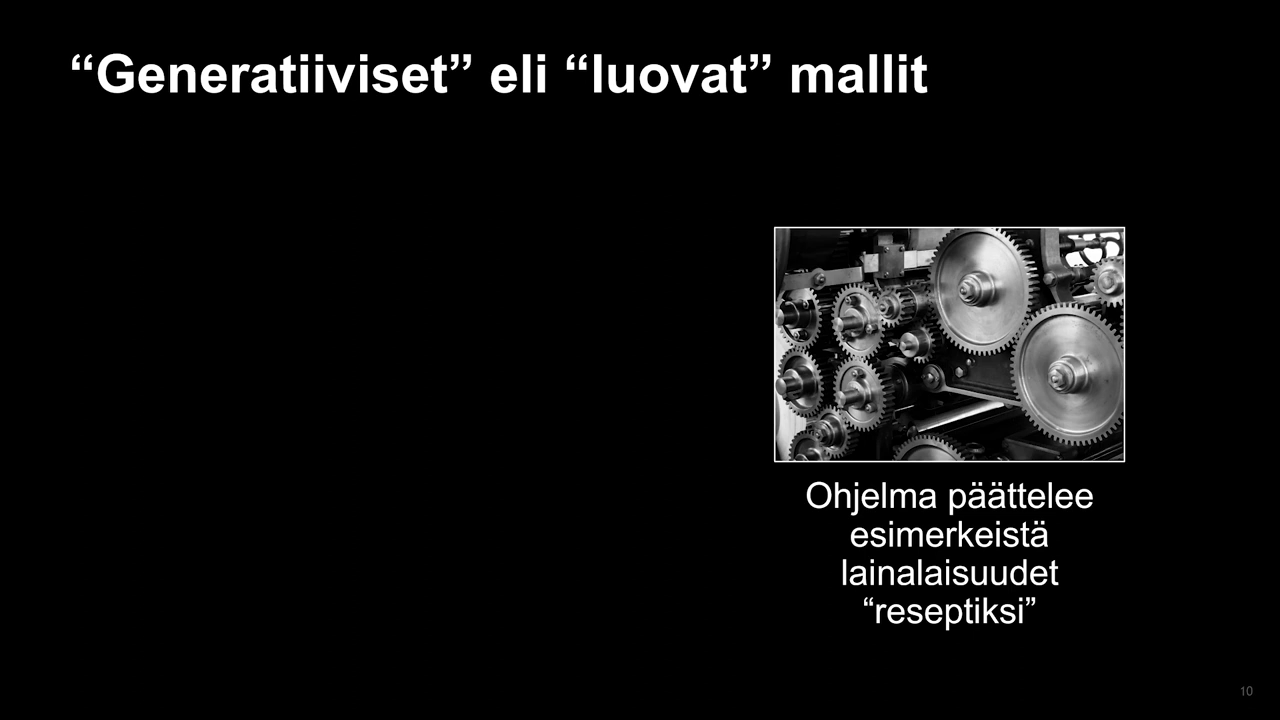 “Generatiiviset” eli “luovat” mallit
Ohjelma päättelee
esimerkeistä
lainalaisuudet
“reseptiksi”
10